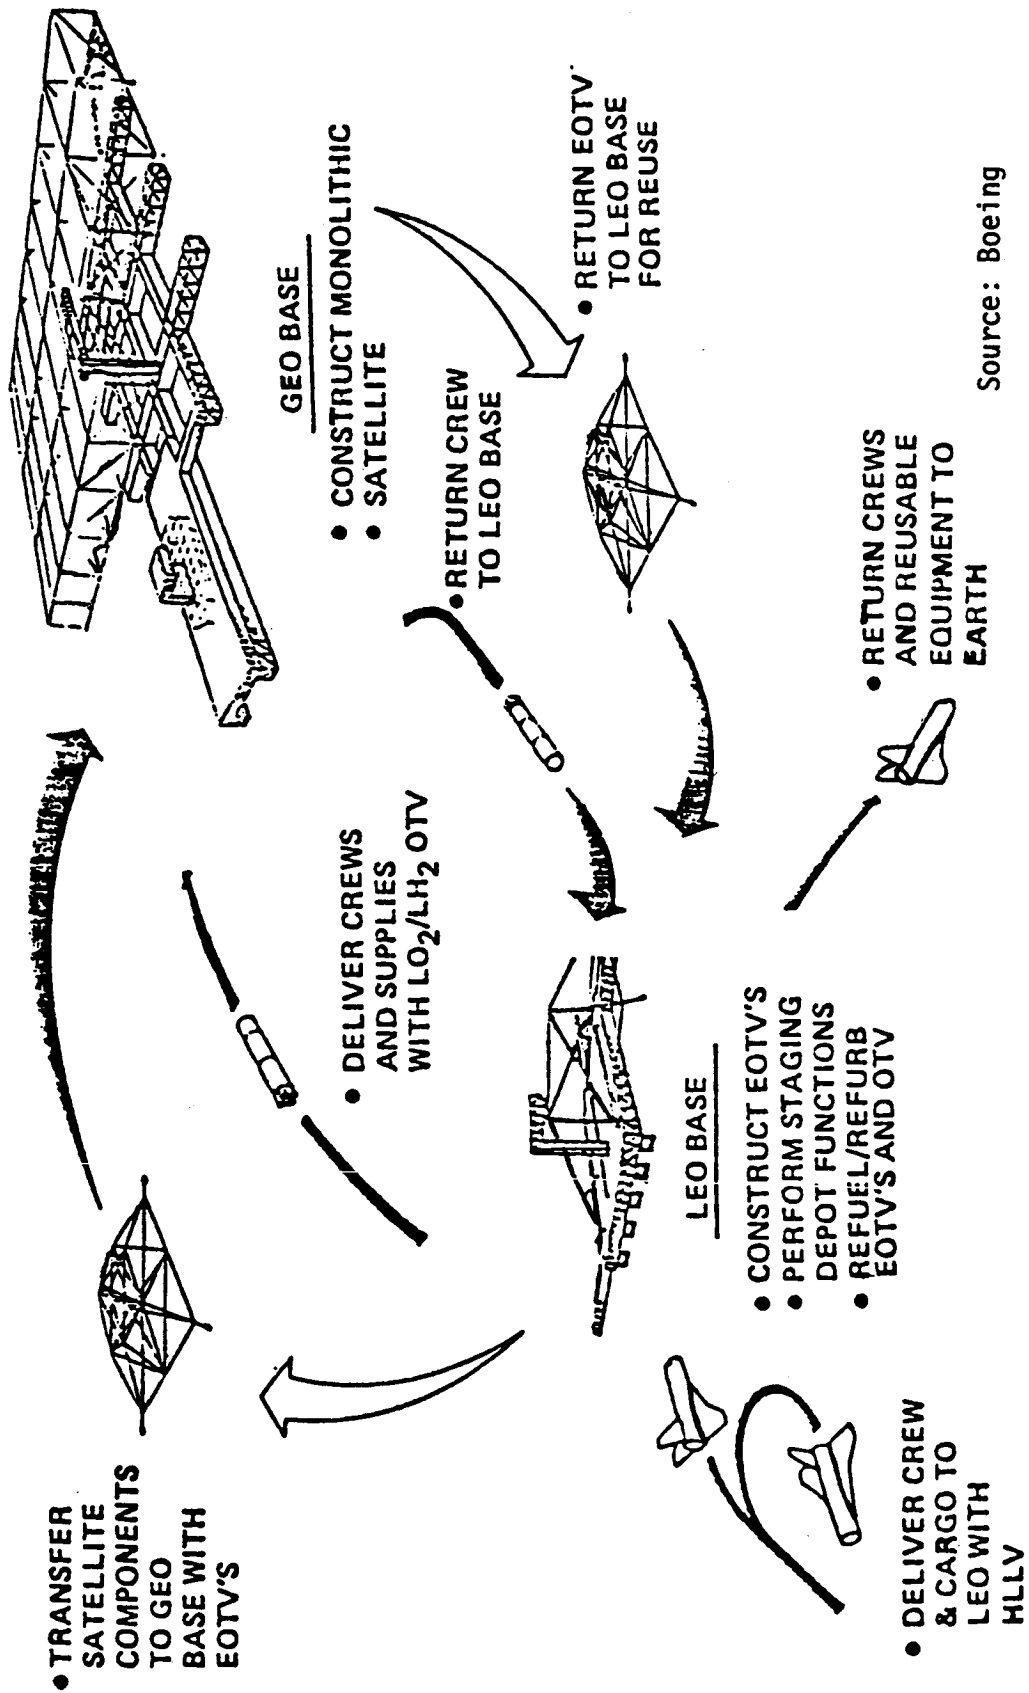 • TRANSFER
SATELLITE
COMPONENTS
TO GEO
BASE WITH
EOTV'S
GEO BASE
• CONSTRUCT MONOLITHIC
• SATELLITE
• DELIVER CREWS
AND SUPPLIES
WITH LO₂/LH₂ OTV
• RETURN CREW
TO LEO BASE
• RETURN EOTV
TO LEO BASE
FOR REUSE
LEO BASE
• CONSTRUCT EOTV'S
• PERFORM STAGING
DEPOT FUNCTIONS
• REFUEL/REFURB
EOTV'S AND OTV
• DELIVER CREW
& CARGO TO
LEO WITH
HLLV
• RETURN CREWS
AND REUSABLE
EQUIPMENT TO
EARTH
Source: Boeing